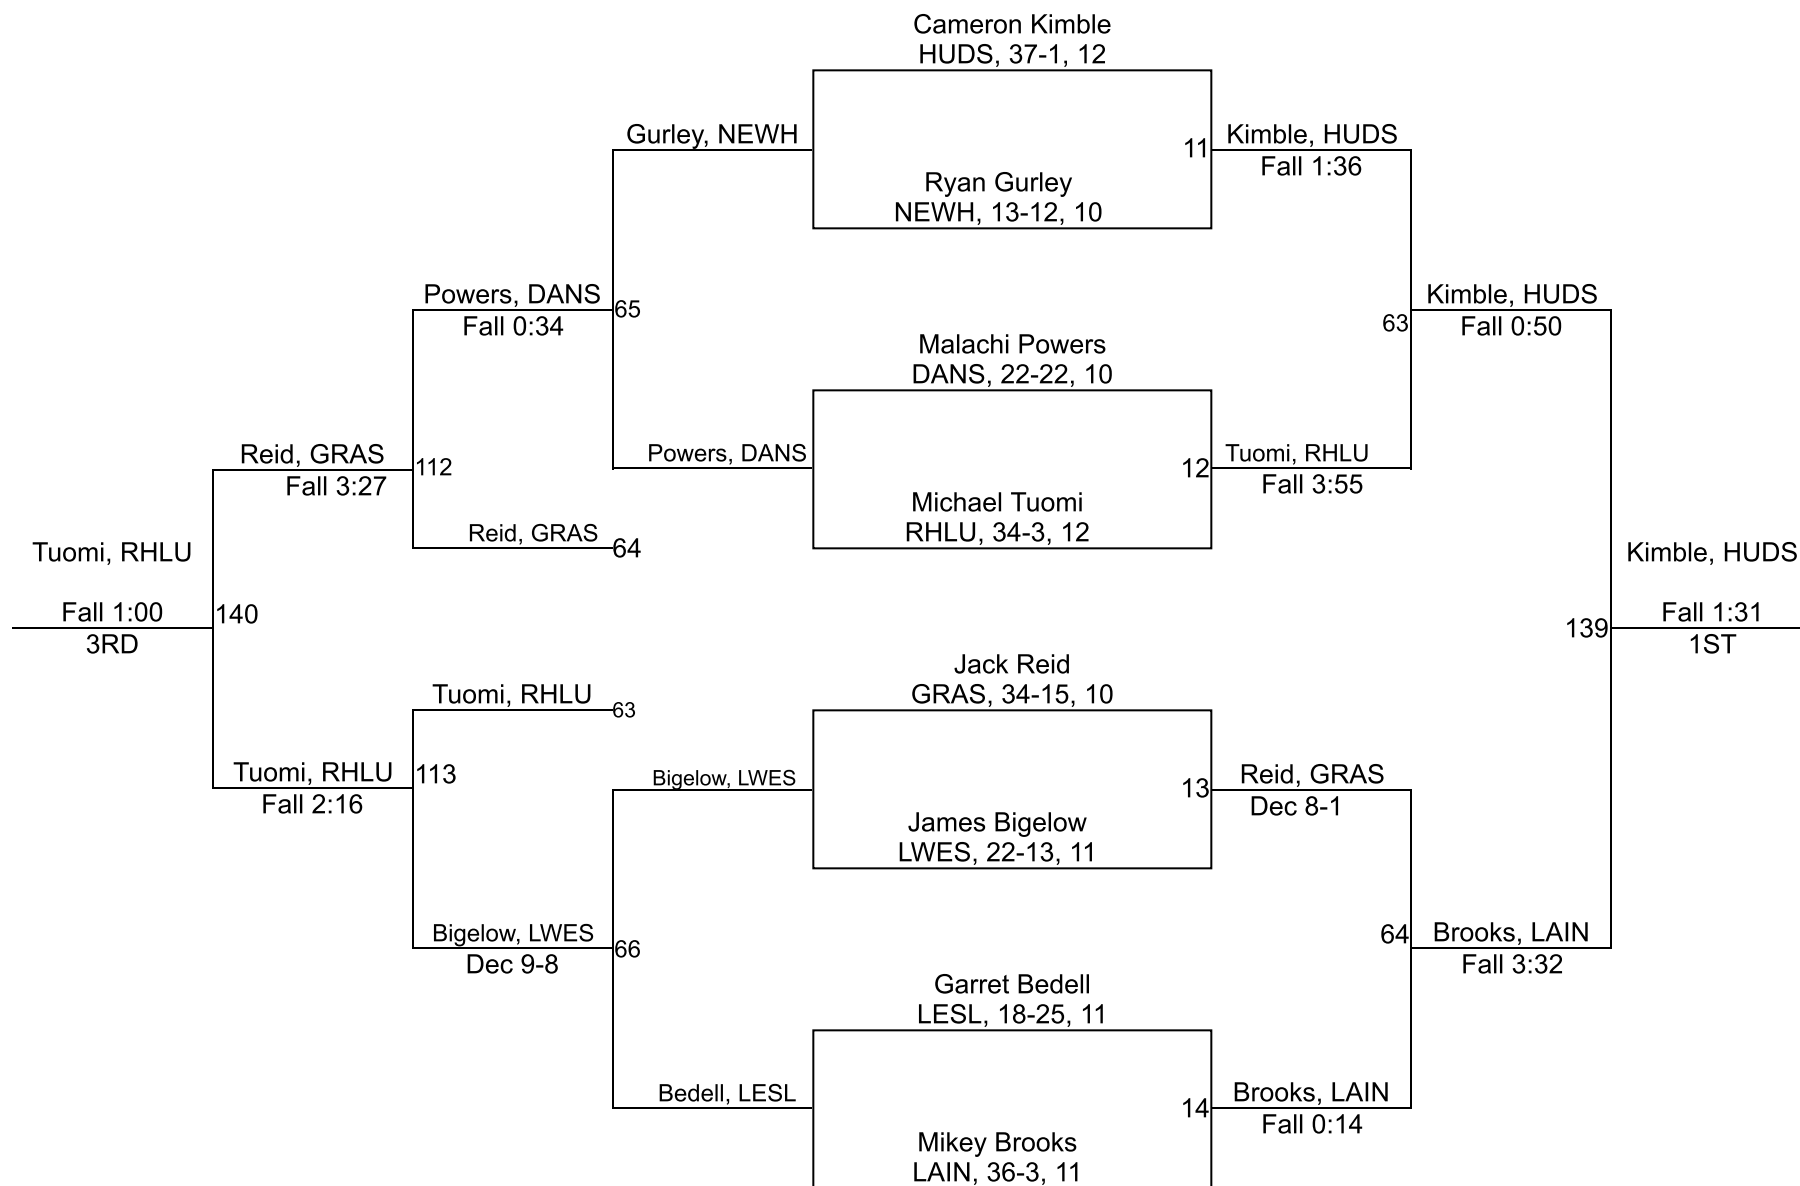 Cameron Kimble
HUDS, 37-1, 12
Gurley, NEWH
11
Kimble, HUDS
Fall 1:36
Ryan Gurley
NEWH, 13-12, 10
Powers, DANS
65
Fall 0:34
Kimble, HUDS
63
Fall 0:50
Malachi Powers
DANS, 22-22, 10
Reid, GRAS
112
Fall 3:27
Powers, DANS
12
Tuomi, RHLU
Fall 3:55
Michael Tuomi
RHLU, 34-3, 12
Reid, GRAS
64
Tuomi, RHLU
Kimble, HUDS
Fall 1:00
140
3RD
139
Fall 1:31
1ST
Jack Reid
GRAS, 34-15, 10
Tuomi, RHLU
63
Tuomi, RHLU
113
Fall 2:16
Bigelow, LWES
13
Reid, GRAS
Dec 8-1
James Bigelow
LWES, 22-13, 11
Bigelow, LWES
66
Dec 9-8
64
Brooks, LAIN
Fall 3:32
Garret Bedell
LESL, 18-25, 11
Bedell, LESL
14
Brooks, LAIN
Fall 0:14
Mikey Brooks
LAIN, 36-3, 11